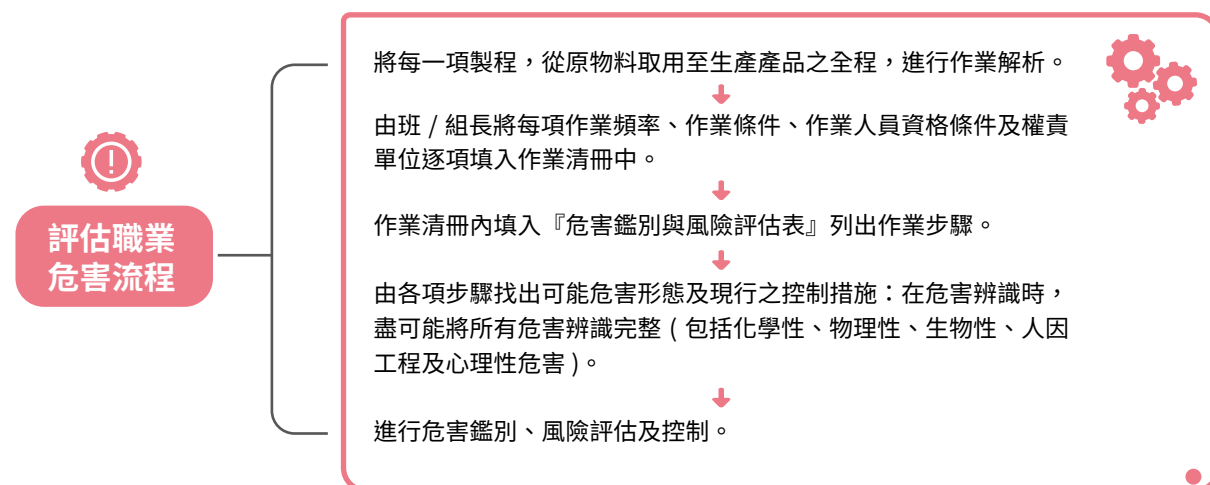 將每一項製程，從原物料取用至生產產品之全程，進行作業解析。
由班 / 組長將每項作業頻率、作業條件、作業人員資格條件及權責
單位逐項填入作業清冊中。
作業清冊內填入『危害鑑別與風險評估表』列出作業步驟。
由各項步驟找出可能危害形態及現行之控制措施：在危害辨識時，
盡可能將所有危害辨識完整 ( 包括化學性、物理性、生物性、人因
工程及心理性危害 )。
進行危害鑑別、風險評估及控制。
評估職業
危害流程